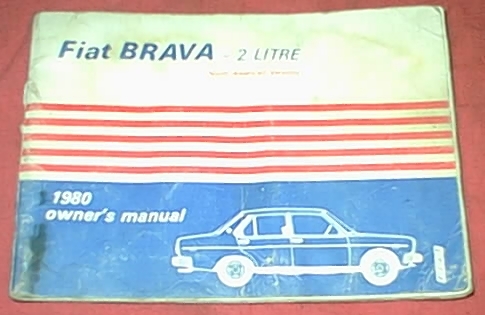 Fiat BRAVA - 2 LITRE
1980
owner's manual